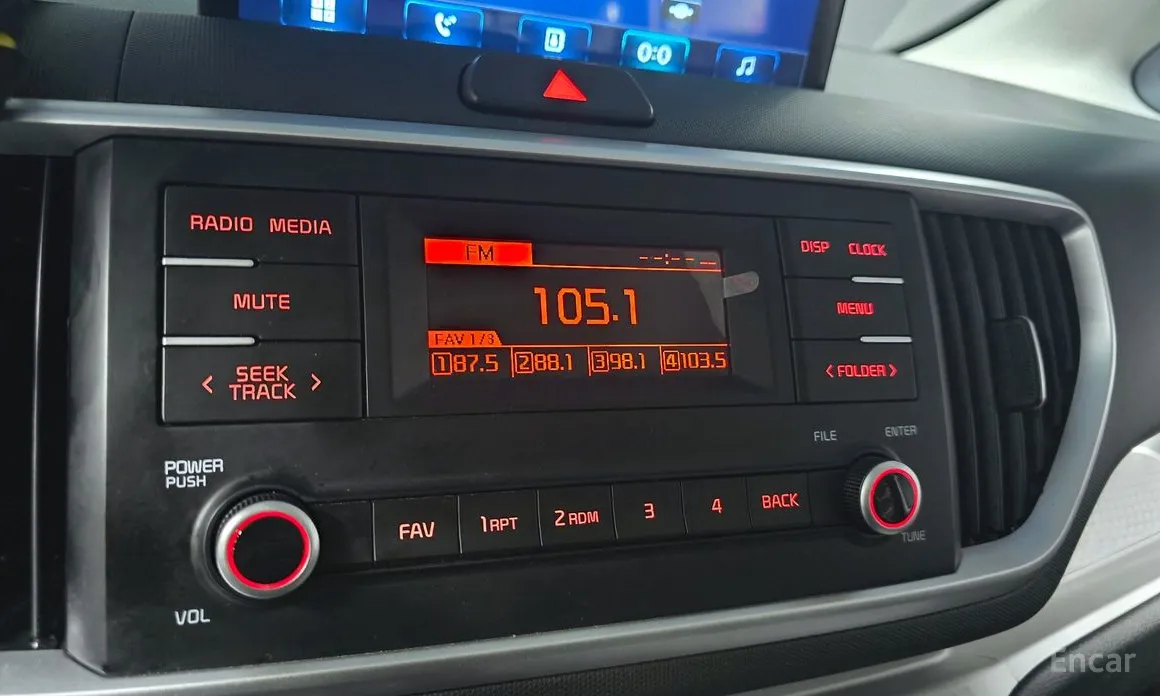 0:0
RADIO MEDIA
MUTE
< SEEK TRACK >
FM --:-- --
105.1
FAV 1/3
1 87.5 2 88.1 3 98.1 4 103.5
DISP CLOCK
MENU
< FOLDER >
POWER
PUSH
VOL
FAV 1 RPT 2 RDM 3 4 BACK
FILE
ENTER
TUNE
Encar